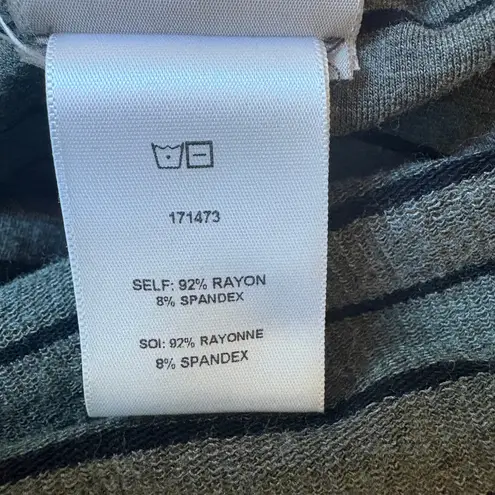 171473
SELF: 92% RAYON
8% SPANDEX
SOI: 92% RAYONNE
8% SPANDEX